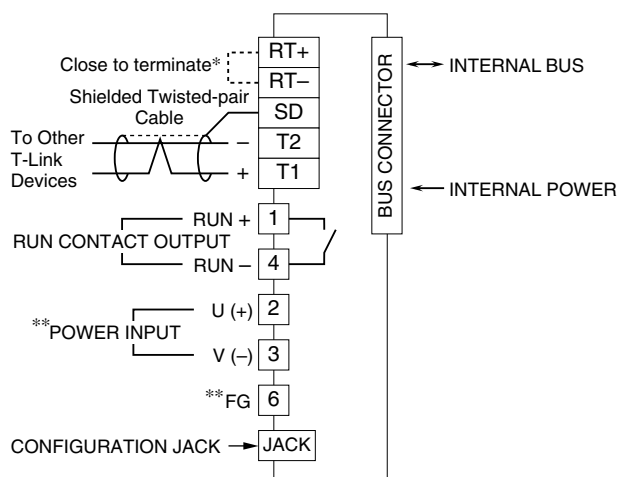 Close to terminate*
RT+
RT–
Shielded Twisted-pair
Cable
SD
To Other
T-Link
Devices
– T2
+ T1
BUS CONNECTOR
INTERNAL BUS
INTERNAL POWER
RUN CONTACT OUTPUT
RUN + 1
RUN – 4
**POWER INPUT
U (+) 2
V (–) 3
**FG 6
CONFIGURATION JACK
JACK